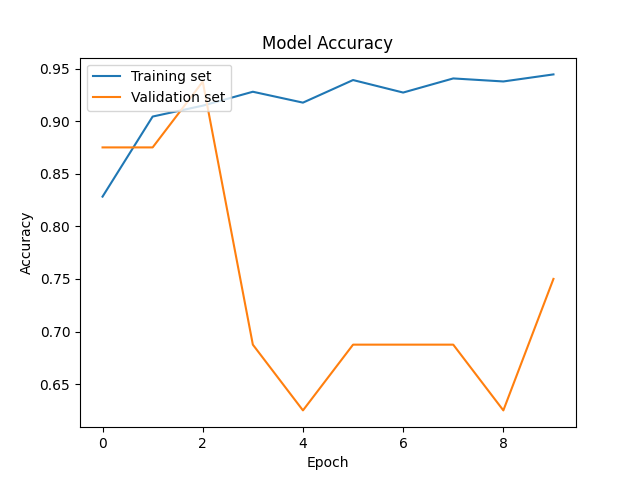 Model Accuracy
Training set
Validation set
0.95
0.90
0.85
0.80
0.75
0.70
0.65
Accuracy
0 2 4 6 8
Epoch